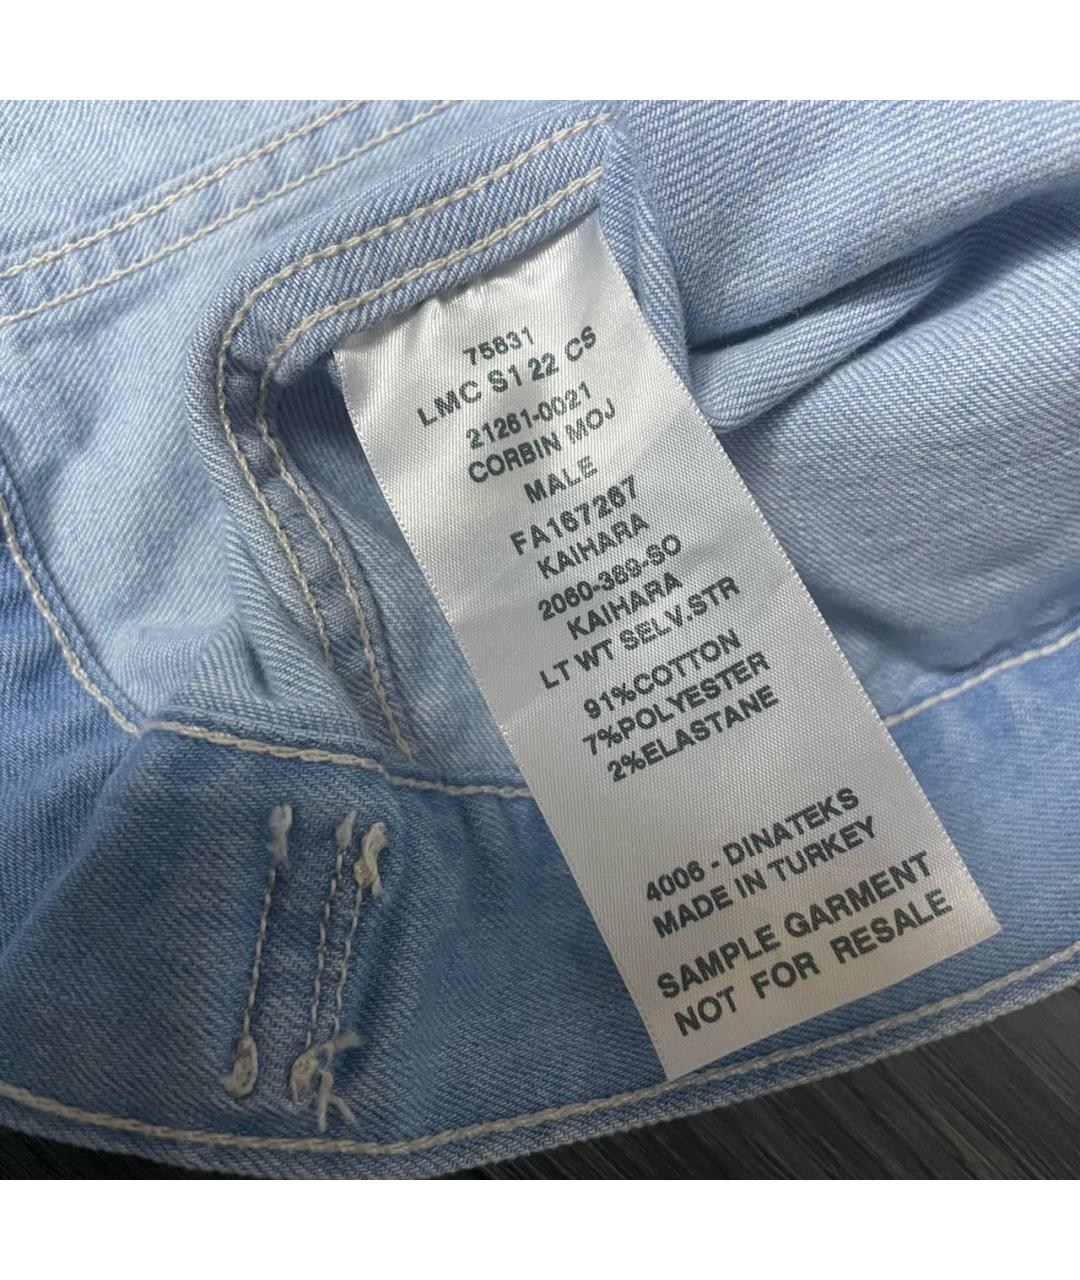 75831
LMC S1 22 CS
21261-0021
CORBIN MOJ
MALE
FA167267
KAIHARA
2060-389-SO
KAIHARA
LT WT SELV.STR
91%COTTON
7%POLYESTER
2%ELASTANE
4006 - DINATEKS
MADE IN TURKEY
SAMPLE GARMENT
NOT FOR RESALE